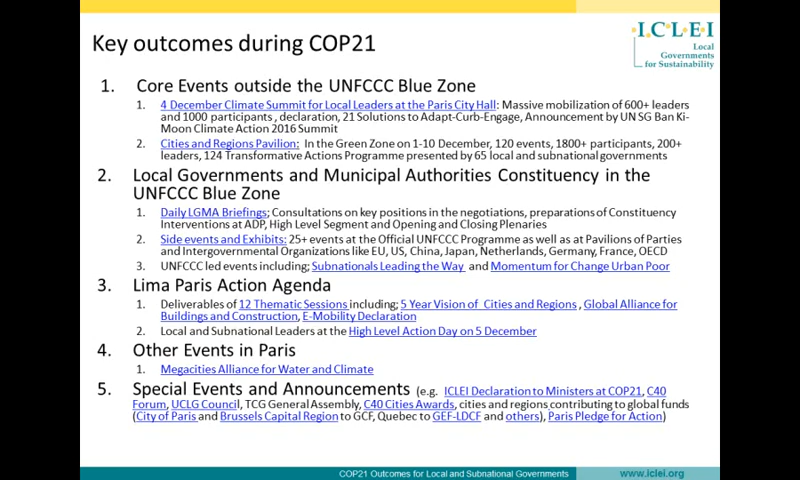 Key outcomes during COP21
I.C.L.E.I
Local
Governments
for Sustainability
1. Core Events outside the UNFCCC Blue Zone
1. 4 December Climate Summit for Local Leaders at the Paris City Hall: Massive mobilization of 600+ leaders
and 1000 participants , declaration, 21 Solutions to Adapt-Curb-Engage, Announcement by UN SG Ban Ki-
Moon Climate Action 2016 Summit
2. Cities and Regions Pavilion: In the Green Zone on 1-10 December, 120 events, 1800+ participants, 200+
leaders, 124 Transformative Actions Programme presented by 65 local and subnational governments
2. Local Governments and Municipal Authorities Constituency in the
UNFCCC Blue Zone
1. Daily LGMA Briefings; Consultations on key positions in the negotiations, preparations of Constituency
Interventions at ADP, High Level Segment and Opening and Closing Plenaries
2. Side events and Exhibits: 25+ events at the Official UNFCCC Programme as well as at Pavilions of Parties
and Intergovernmental Organizations like EU, US, China, Japan, Netherlands, Germany, France, OECD
3. UNFCCC led events including; Subnationals Leading the Way and Momentum for Change Urban Poor
3. Lima Paris Action Agenda
1. Deliverables of 12 Thematic Sessions including; 5 Year Vision of Cities and Regions , Global Alliance for
Buildings and Construction, E-Mobility Declaration
2. Local and Subnational Leaders at the High Level Action Day on 5 December
4. Other Events in Paris
1. Megacities Alliance for Water and Climate
5. Special Events and Announcements (e.g. ICLEI Declaration to Ministers at COP21, C40
Forum, UCLG Council, TCG General Assembly, C40 Cities Awards, cities and regions contributing to global funds
(City of Paris and Brussels Capital Region to GCF, Quebec to GEF-LDCF and others), Paris Pledge for Action)
COP21 Outcomes for Local and Subnational Governments
www.iclei.org